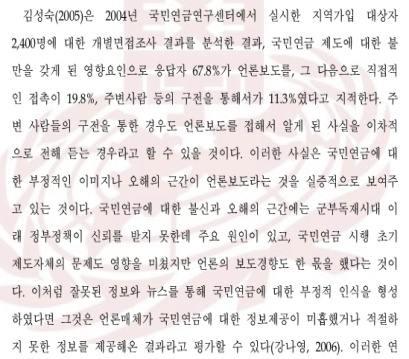 김성숙(2005)은 2004년 국민연금연구센터에서 실시한 지역가입 대상자
2,400명에 대한 개별면접조사 결과를 분석한 결과, 국민연금 제도에 대한 불
만을 갖게 된 영향요인으로 응답자 67.8%가 언론보도를, 그 다음으로 직접적
인 접촉이 19.8%, 주변사람 등의 구전을 통해서가 11.3%였다고 지적한다. 주
변 사람들의 구전을 통한 경우도 언론보도를 접해서 알게 된 사실을 이차적
으로 전해 듣는 경우라고 할 수 있을 것이다. 이러한 사실은 국민연금에 대
한 부정적인 이미지나 오해의 근간이 언론보도라는 것을 실증적으로 보여주
고 있는 것이다. 국민연금에 대한 불신과 오해의 근간에는 군부독재시대 이
래 정부정책이 신뢰를 받지 못한데 주요 원인이 있고, 국민연금 시행 초기
제도자체의 문제도 영향을 미쳤지만 언론의 보도경향도 한 몫을 했다는 것이
다. 이처럼 잘못된 정보와 뉴스를 통해 국민연금에 대한 부정적 인식을 형성
하였다면 그것은 언론매체가 국민연금에 대한 정보제공이 미흡했거나 적절하
지 못한 정보를 제공해온 결과라고 평가할 수 있다(강나영, 2006). 이러한 연